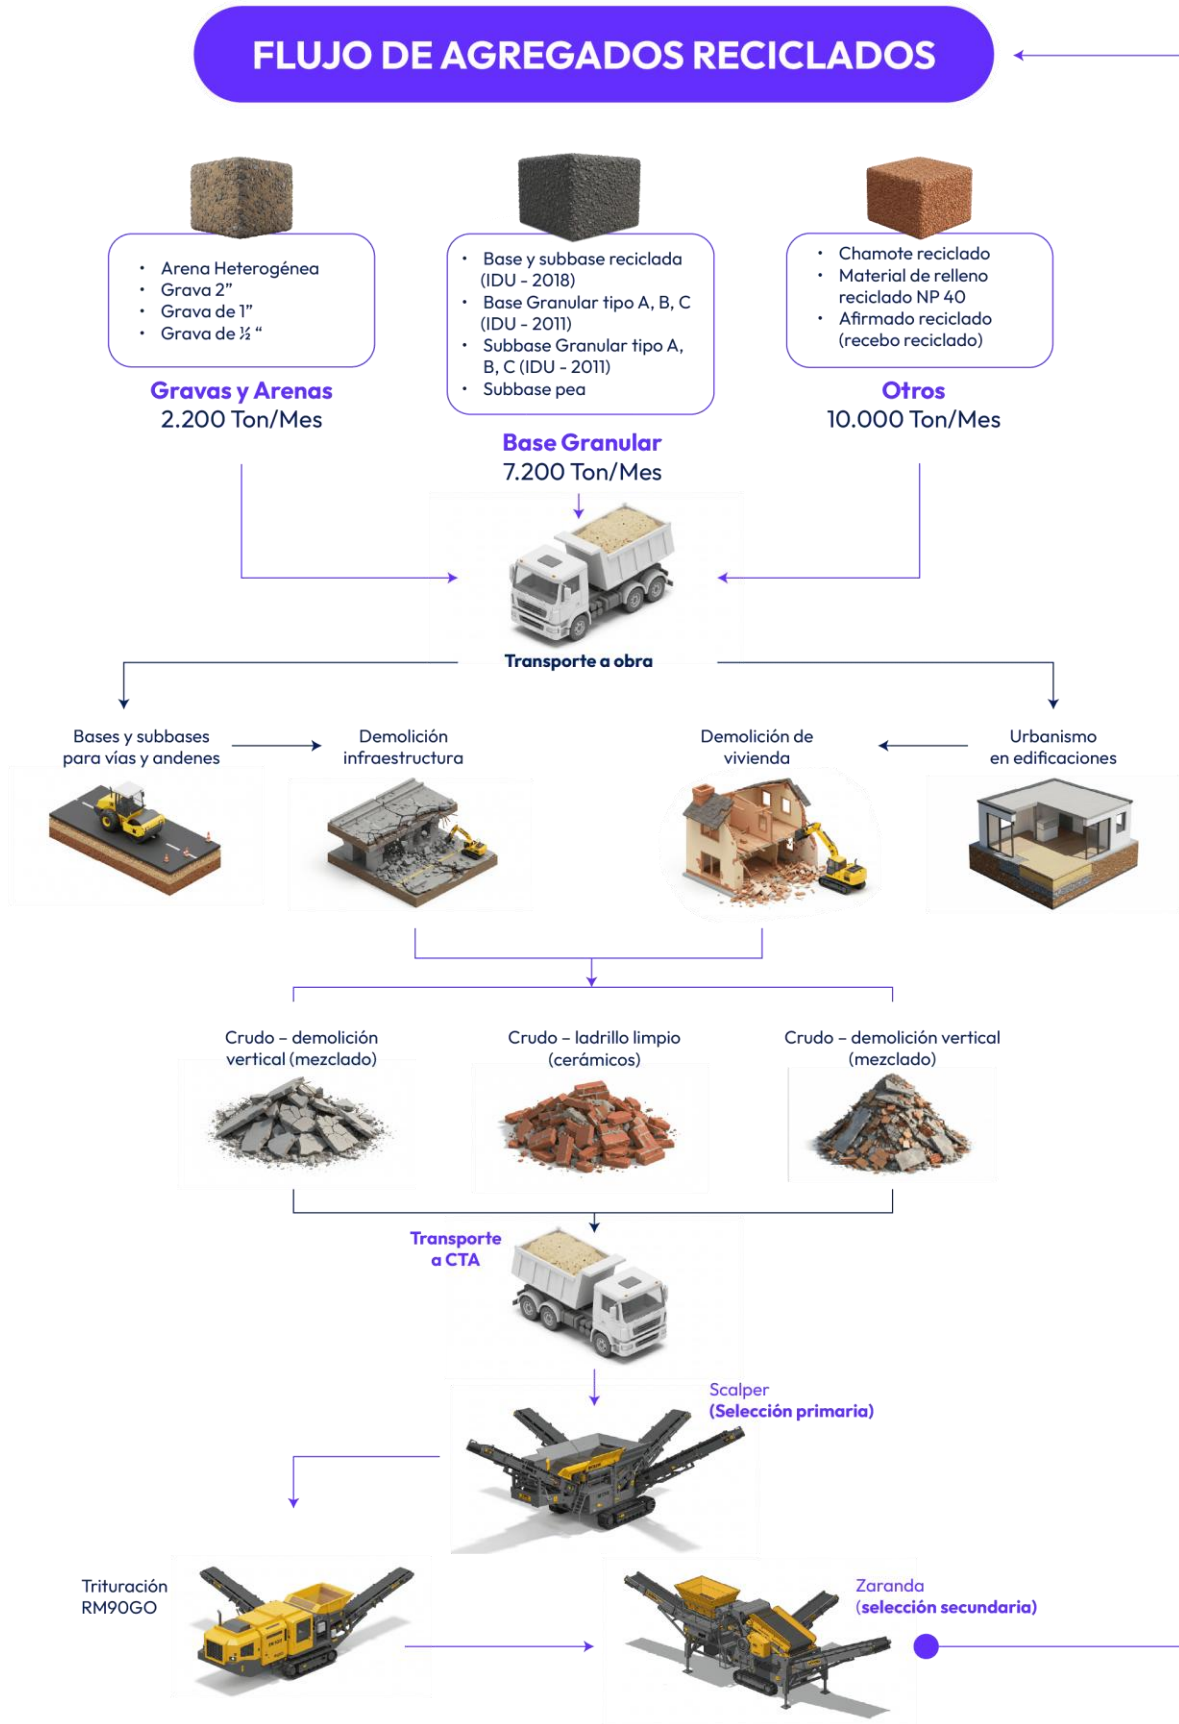 FLUJO DE AGREGADOS RECICLADOS
• Arena Heterogénea
• Grava 2”
• Grava de 1”
• Grava de ½ “
Gravas y Arenas
2.200 Ton/Mes
• Base y subbase reciclada
(IDU - 2018)
• Base Granular tipo A, B, C
(IDU - 2011)
• Subbase Granular tipo A,
B, C (IDU - 2011)
• Subbase pea
Base Granular
7.200 Ton/Mes
• Chamote reciclado
• Material de relleno
reciclado NP 40
• Afirmado reciclado
(recebo reciclado)
Otros
10.000 Ton/Mes
Transporte a obra
Bases y subbases
para vías y andenes
Demolición
infraestructura
Demolición de
vivienda
Urbanismo
en edificaciones
Crudo – demolición
vertical (mezclado)
Crudo – ladrillo limpio
(cerámicos)
Crudo – demolición vertical
(mezclado)
Transporte
a CTA
Scalper
(Selección primaria)
Trituración
RM90GO
Zaranda
(selección secundaria)